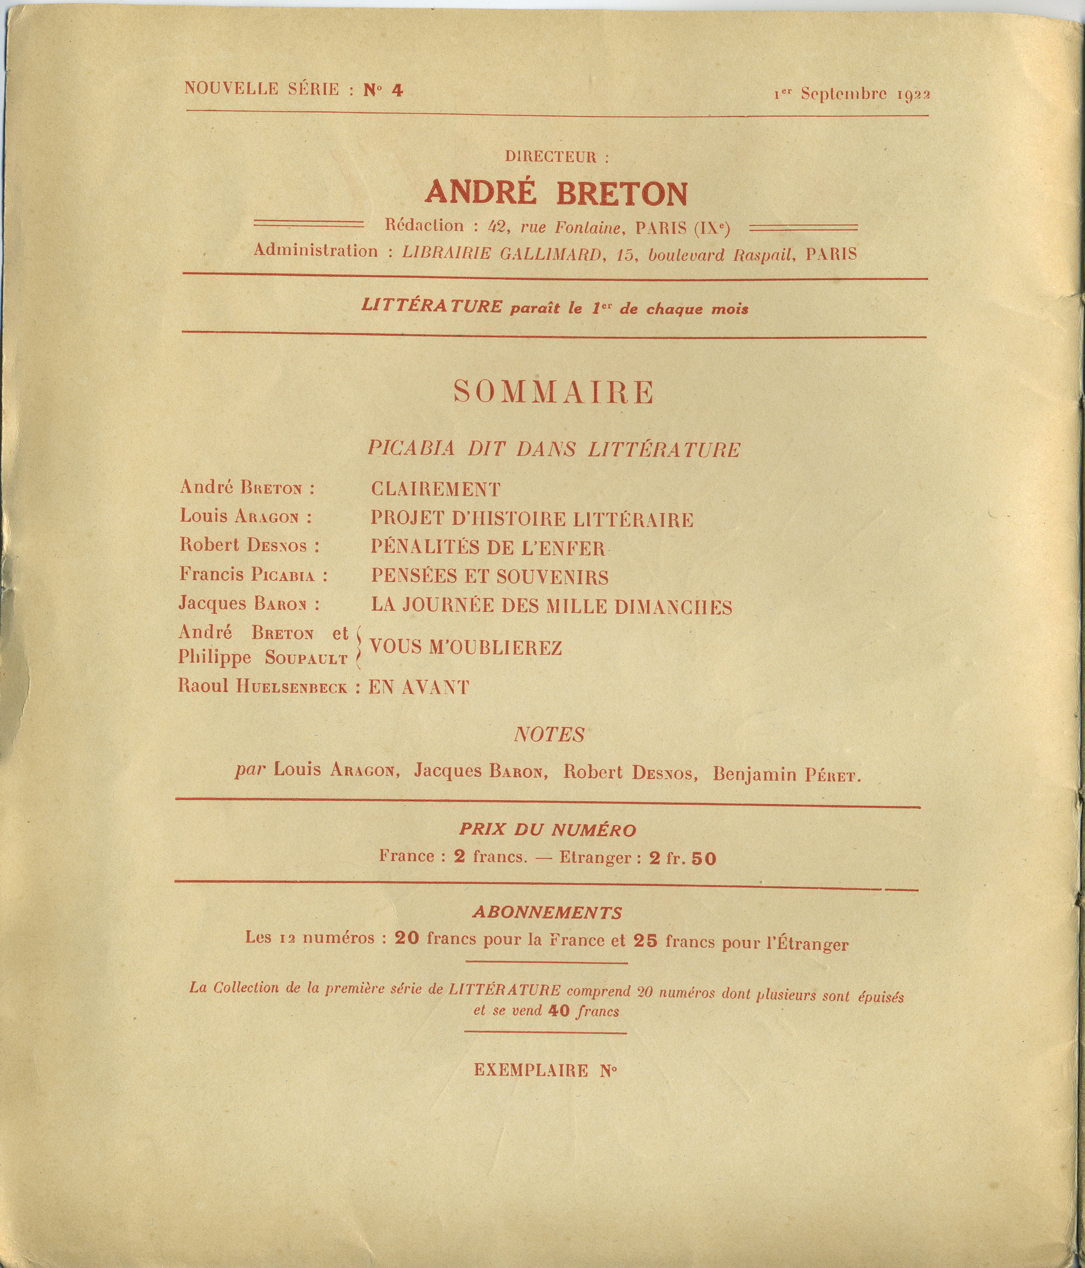 NOUVELLE SÉRIE : Nº 4
1er Septembre 1922
DIRECTEUR :
ANDRÉ BRETON
Rédaction : 42, rue Fontaine, PARIS (IXe)
Administration : LIBRAIRIE GALLIMARD, 15, boulevard Raspail, PARIS
LITTÉRATURE paraît le 1er de chaque mois
SOMMAIRE
PICABIA DIT DANS LITTÉRATURE
André BRETON : CLAIREMENT
Louis ARAGON : PROJET D'HISTOIRE LITTÉRAIRE
Robert DESNOS : PÉNALITÉS DE L'ENFER
Francis PICABIA : PENSÉES ET SOUVENIRS
Jacques BARON : LA JOURNÉE DES MILLE DIMANCHES
André BRETON et
Philippe SOUPAULT } VOUS M'OUBLIEREZ
Raoul HUELSENBECK : EN AVANT
NOTES
par Louis ARAGON, Jacques BARON, Robert DESNOS, Benjamin PÉRET.
PRIX DU NUMÉRO
France : 2 francs. — Etranger : 2 fr. 50
ABONNEMENTS
Les 12 numéros : 20 francs pour la France et 25 francs pour l'Étranger
La Collection de la première série de LITTÉRATURE comprend 20 numéros dont plusieurs sont épuisés
et se vend 40 francs
EXEMPLAIRE Nº